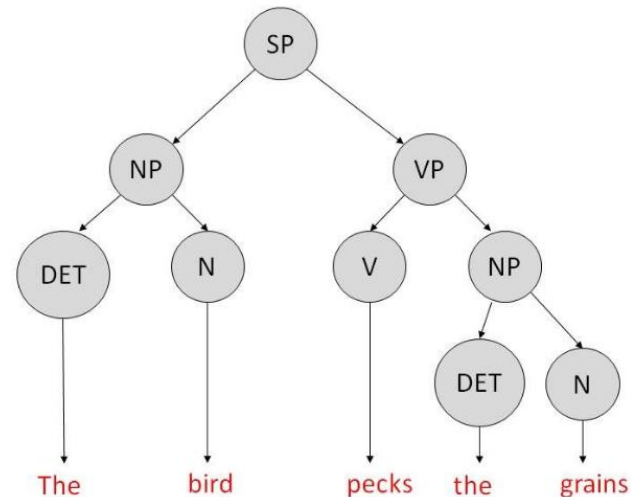 SP
NP VP
DET N V NP
DET N
The bird pecks the grains